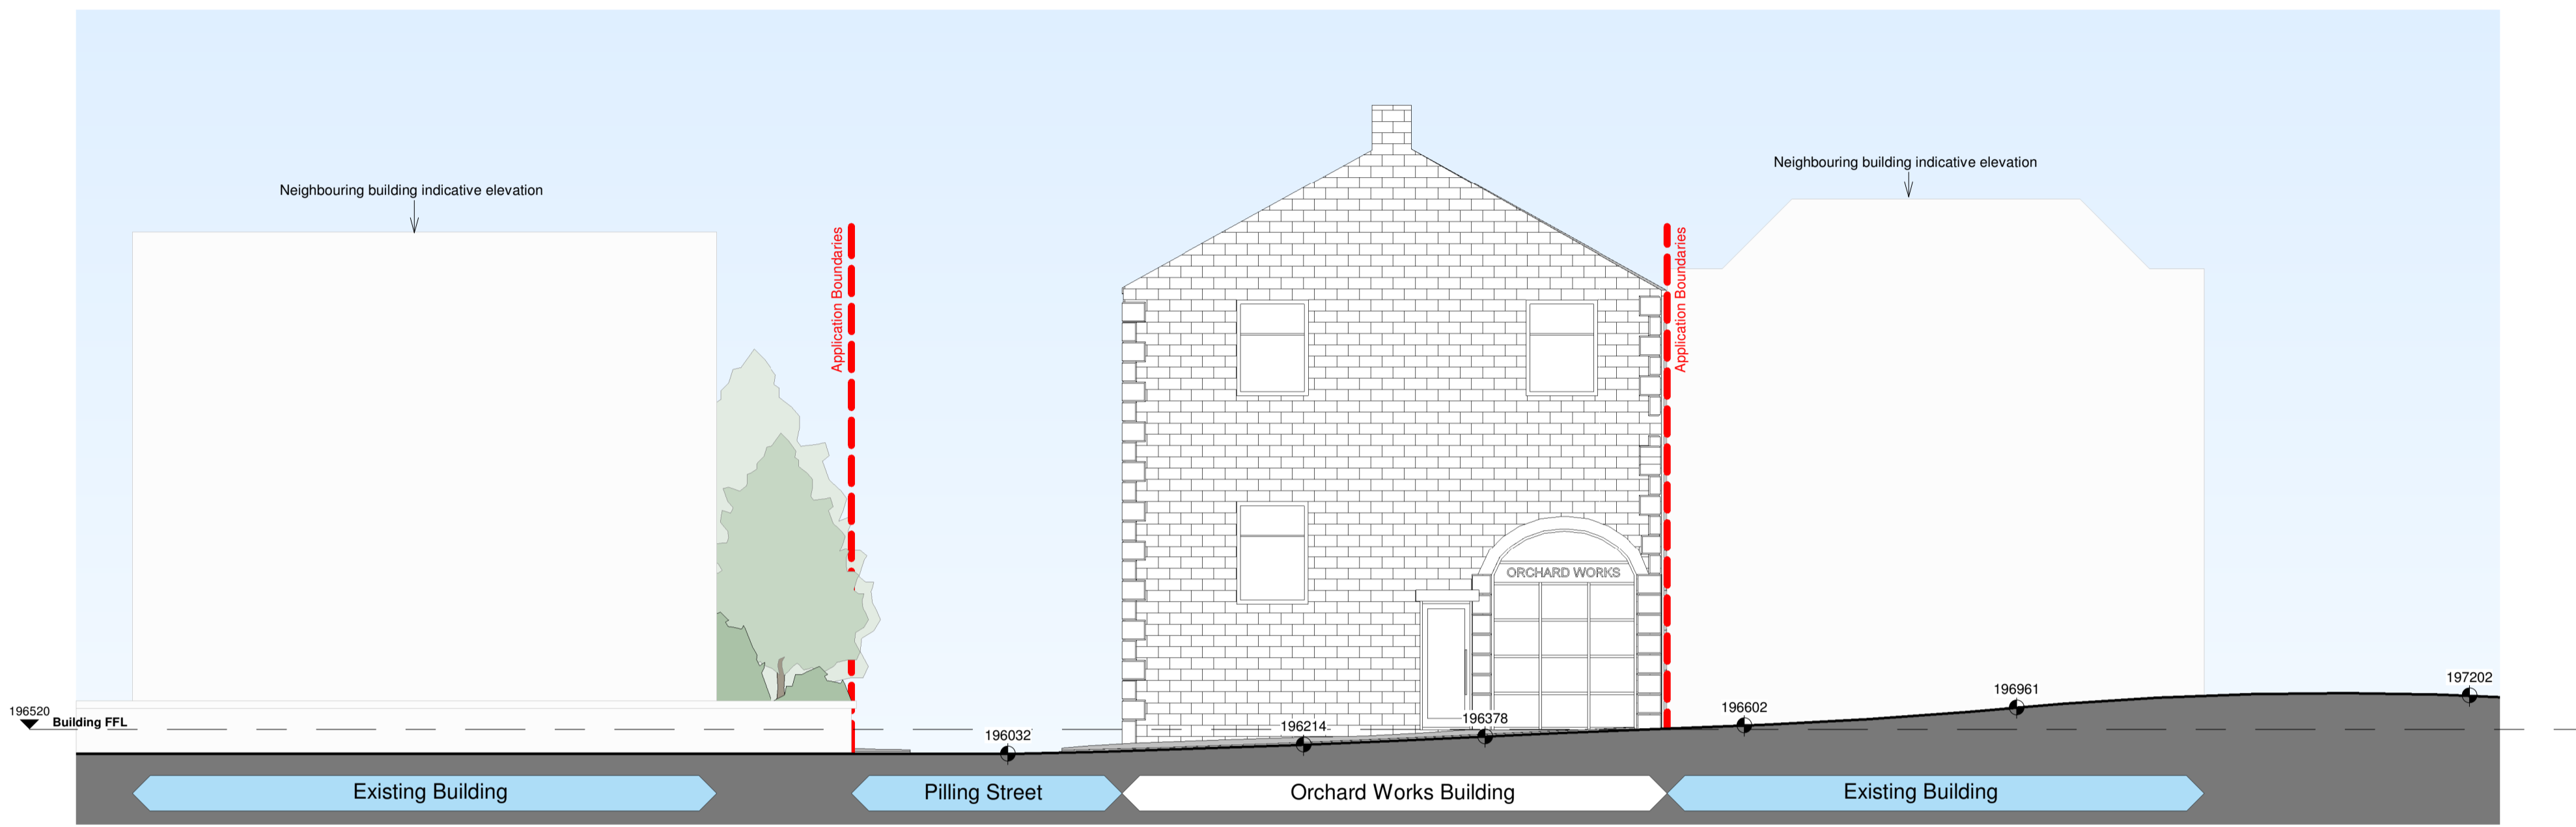 Neighbouring building indicative elevation
Neighbouring building indicative elevation
Application Boundaries
Application Boundaries
ORCHARD WORKS
196520
Building FFL
196032
196214
196378
196602
196961
197202
Existing Building
Pilling Street
Orchard Works Building
Existing Building